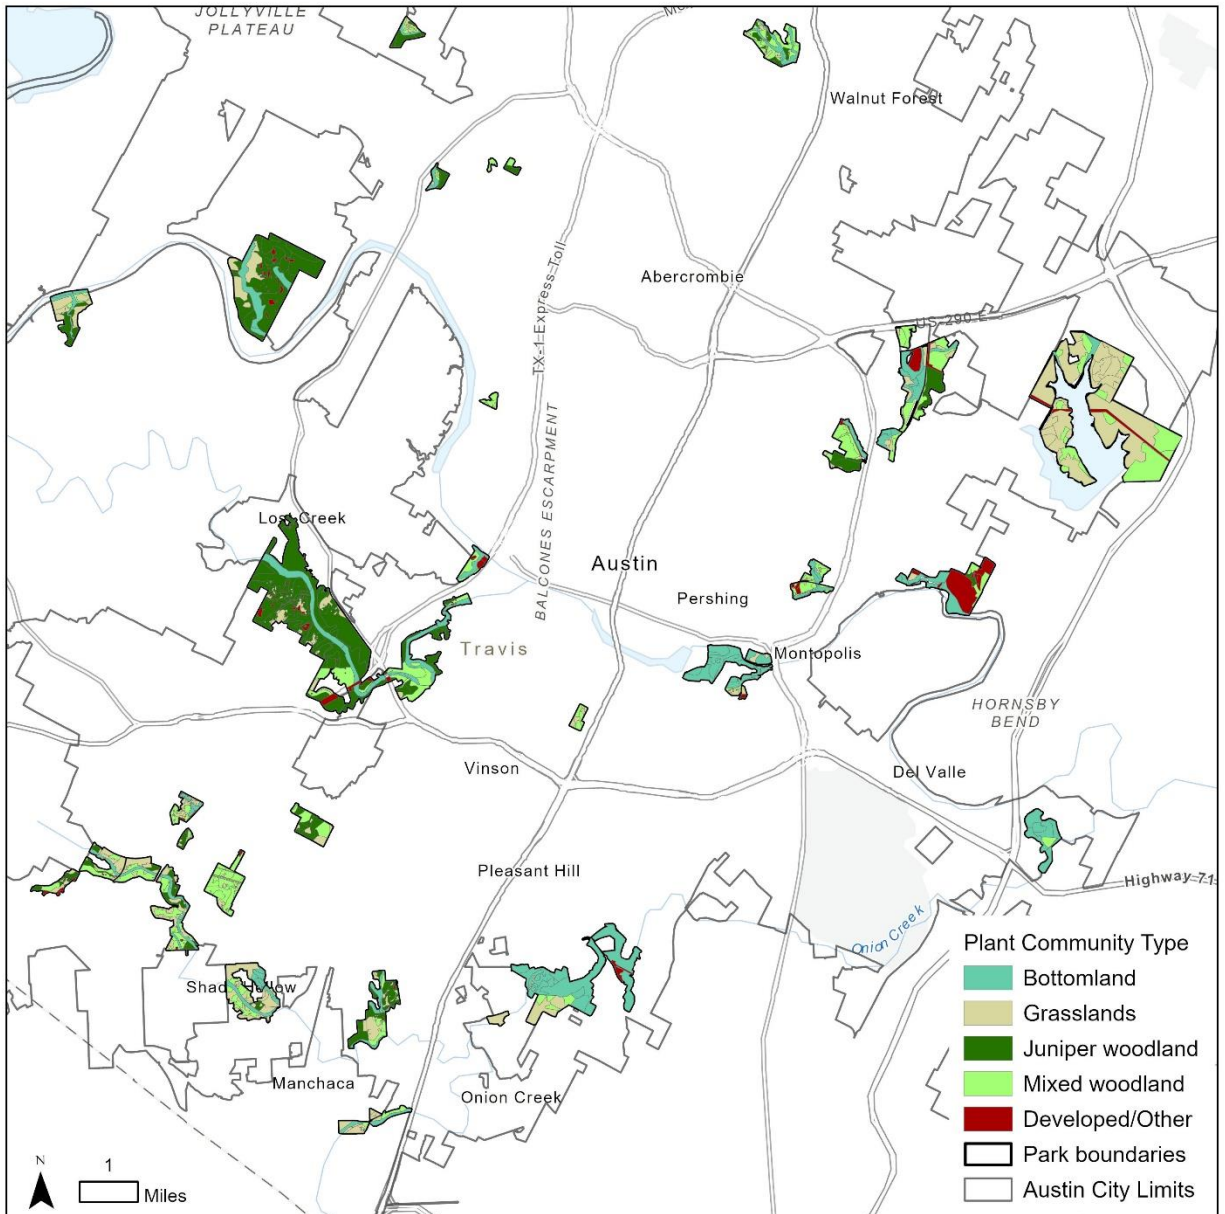 JOLLYVILLE
PLATEAU
Walnut Forest
Abercrombie
TX-1 Express Toll
US-290 E
BALCONES ESCARPMENT
Lost Creek
Austin
Pershing
Travis
Montopolis
HORNSBY
BEND
Vinson
Del Valle
Pleasant Hill
Highway 71
Onion Creek
Manchaca
Onion Creek
Plant Community Type
Bottomland
Grasslands
Juniper woodland
Mixed woodland
Developed/Other
Park boundaries
Austin City Limits
N
1
Miles